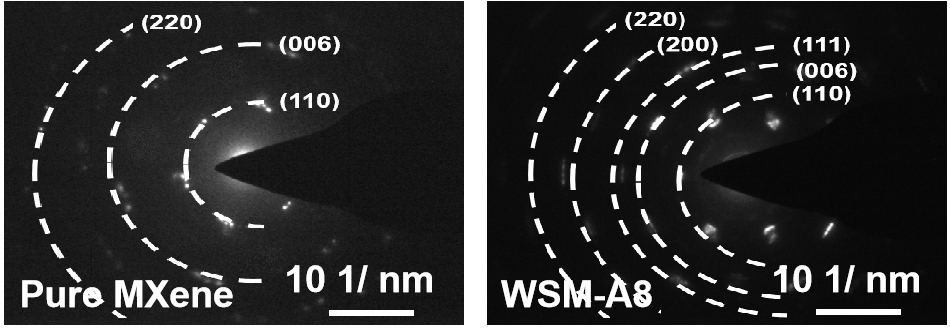 (220)
(006)
(110)
10 1/ nm
Pure MXene
(220)
(200)
(111)
(006)
(110)
10 1/ nm
WSM-A8